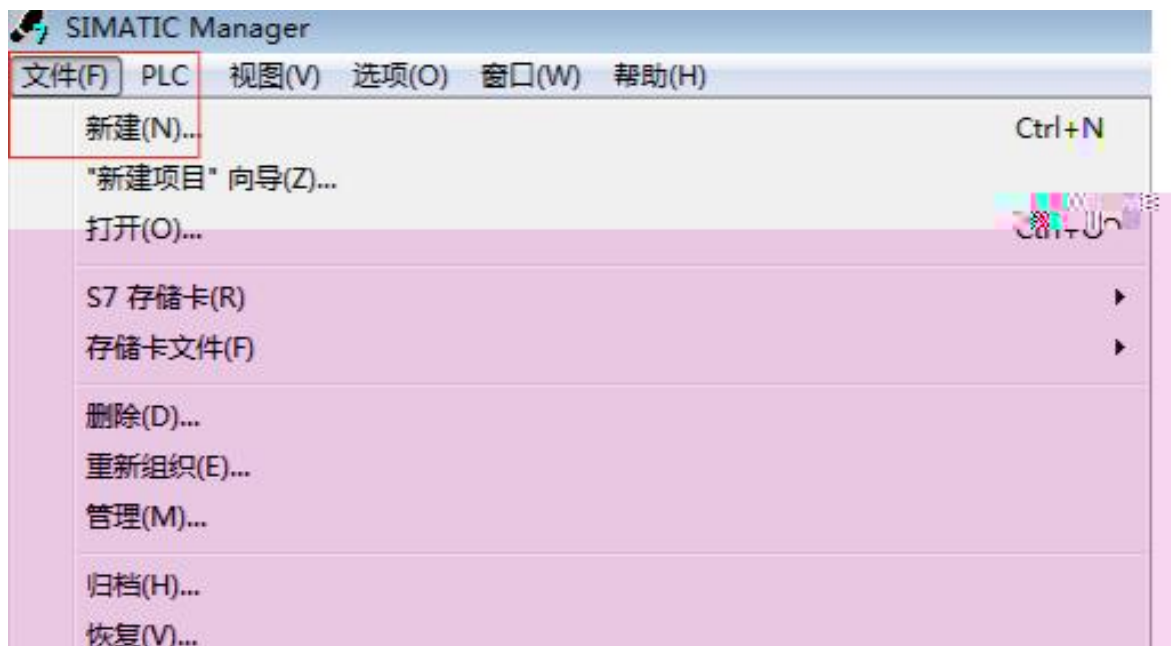 SIMATIC Manager
文件(F) PLC 视图(V) 选项(O) 窗口(W) 帮助(H)
新建(N)... Ctrl+N
"新建项目" 向导(Z)...
打开(O)...
S7 存储卡(R)
存储卡文件(F)
删除(D)...
重新组织(E)...
管理(M)...
归档(H)...
恢复(V)...